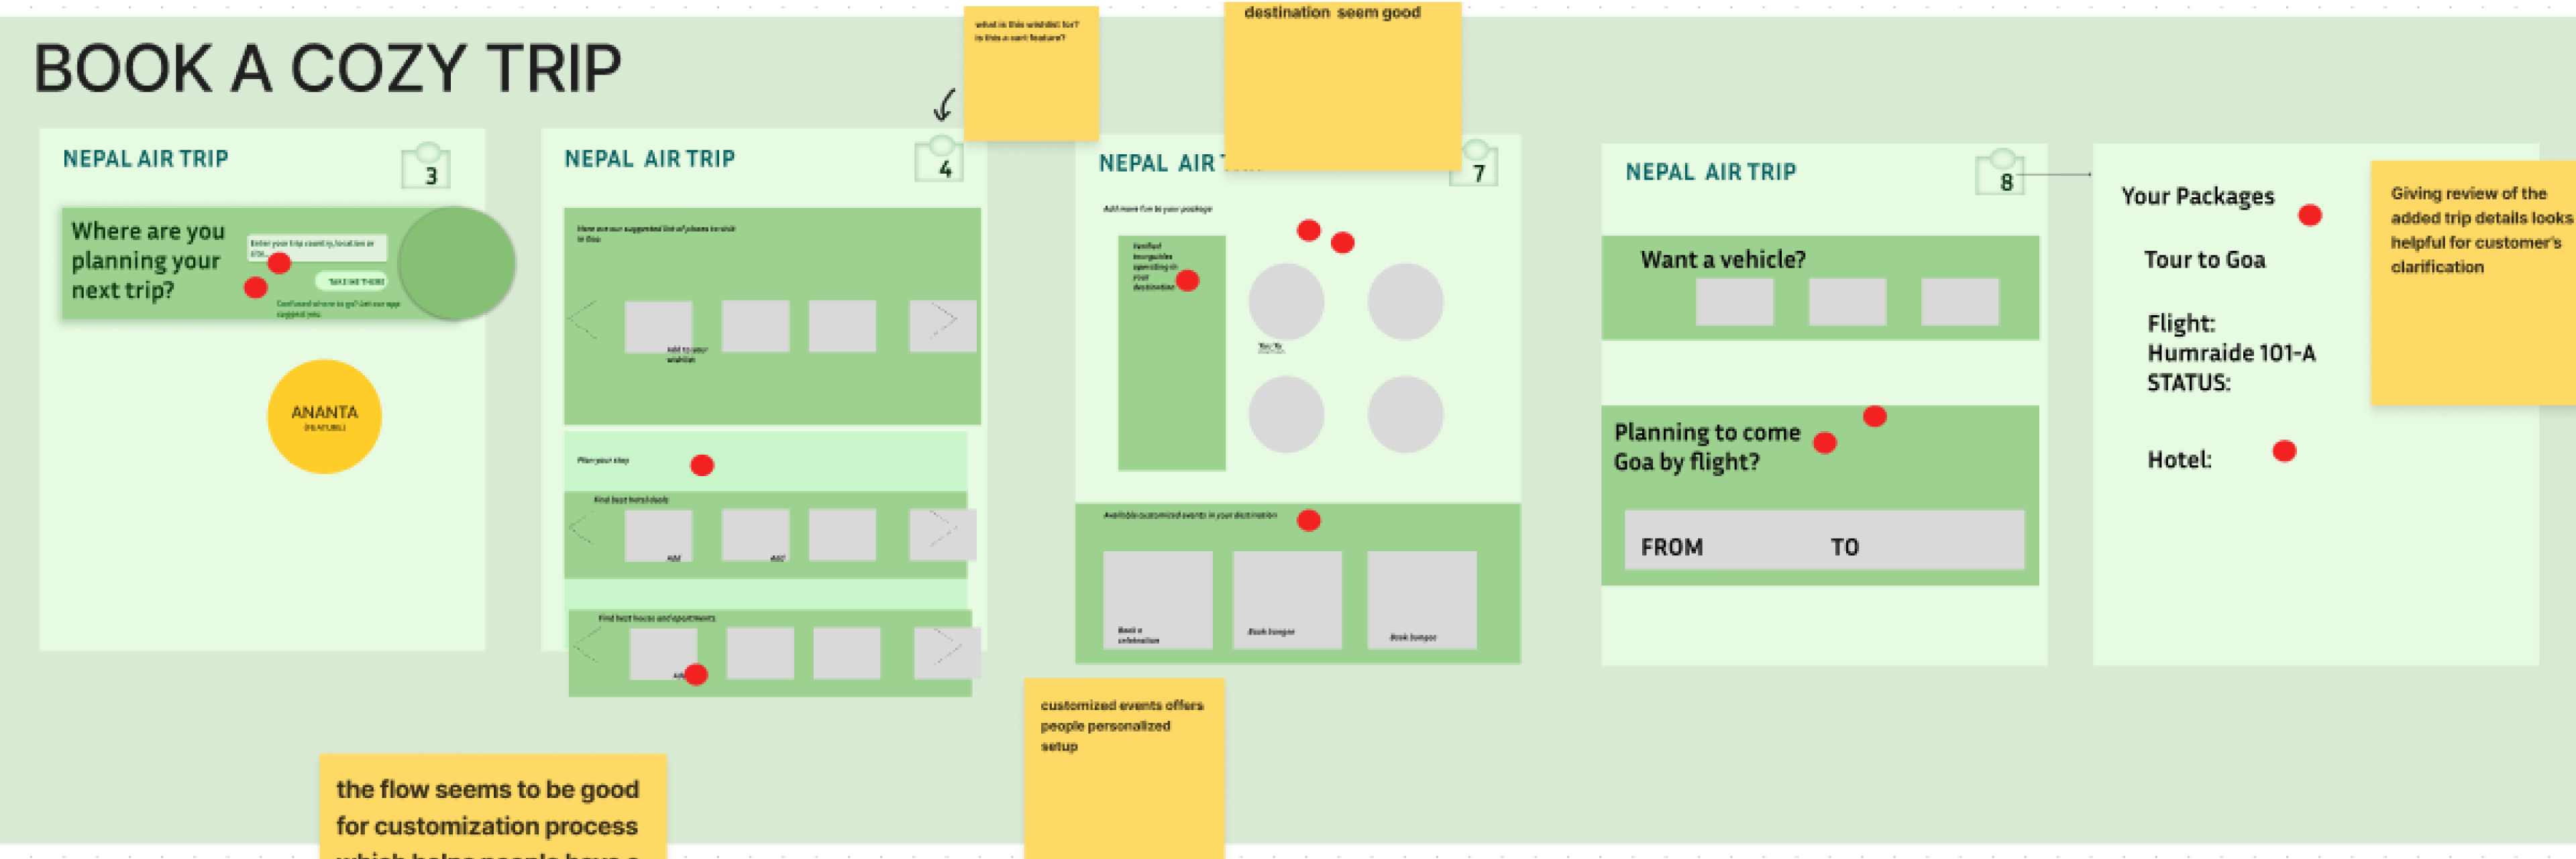 destination seem good
what is this wishlist for?
is this a cart feature?
BOOK A COZY TRIP
NEPAL AIR TRIP
3
Where are you
planning your
next trip?
Enter your trip country, location or
TAKE ME THERE
Confused where to go? Let our app
suggest you.
ANANTA
(FEATURE)
NEPAL AIR TRIP
4
Here are our suggested list of places to visit
in Goa
Add to your
wishlist
Plan your stay
Find best hotel deals
Add
Add
Find best house and apartments
NEPAL AIR
7
Add more fun to your package
Verified
tourguides
operating in
your
destination
Available customized events in your destination
Book a
celebration
Book bungee
Book bungee
NEPAL AIR TRIP
8
Want a vehicle?
Planning to come
Goa by flight?
FROM
TO
Your Packages
Tour to Goa
Flight:
Humraide 101-A
STATUS:
Hotel:
Giving review of the
added trip details looks
helpful for customer's
clarification
customized events offers
people personalized
setup
the flow seems to be good
for customization process
which helps people have a